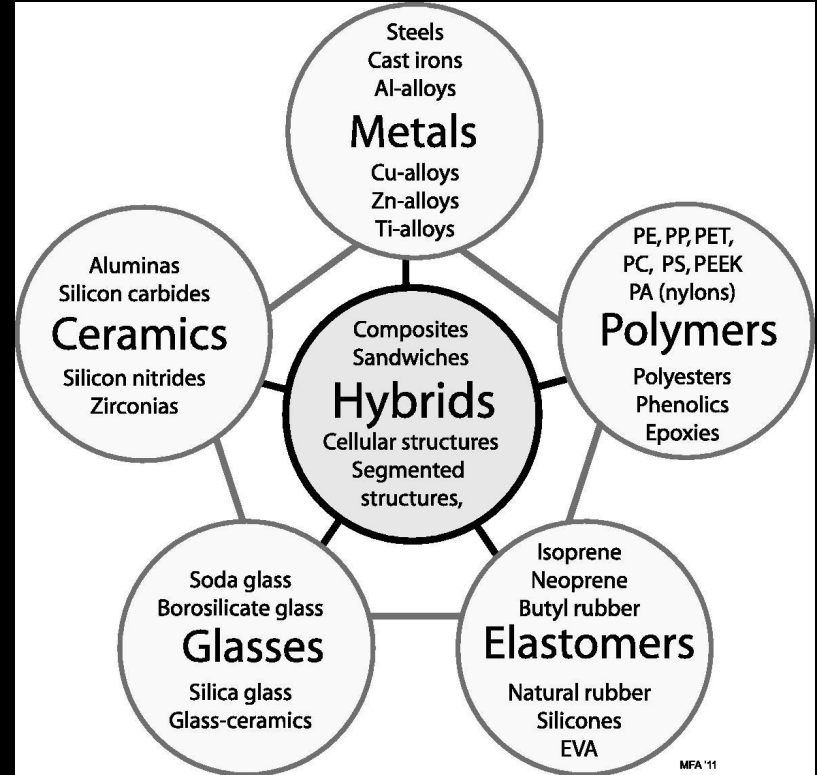 Steels
Cast irons
Al-alloys
Metals
Cu-alloys
Zn-alloys
Ti-alloys
Aluminas
Silicon carbides
Ceramics
Silicon nitrides
Zirconias
PE, PP, PET,
PC, PS, PEEK
PA (nylons)
Polymers
Polyesters
Phenolics
Epoxies
Composites
Sandwiches
Hybrids
Cellular structures
Segmented
structures,
Soda glass
Borosilicate glass
Glasses
Silica glass
Glass-ceramics
Isoprene
Neoprene
Butyl rubber
Elastomers
Natural rubber
Silicones
EVA
MFA '11